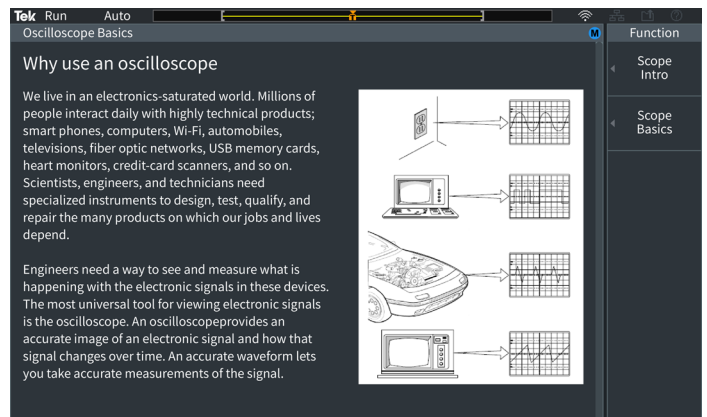 Tek Run Auto
Oscilloscope Basics
M
Function
Why use an oscilloscope
Scope
Intro
Scope
Basics
We live in an electronics-saturated world. Millions of
people interact daily with highly technical products;
smart phones, computers, Wi-Fi, automobiles,
televisions, fiber optic networks, USB memory cards,
heart monitors, credit-card scanners, and so on.
Scientists, engineers, and technicians need
specialized instruments to design, test, qualify, and
repair the many products on which our jobs and lives
depend.
Engineers need a way to see and measure what is
happening with the electronic signals in these devices.
The most universal tool for viewing electronic signals
is the oscilloscope. An oscilloscopeprovides an
accurate image of an electronic signal and how that
signal changes over time. An accurate waveform lets
you take accurate measurements of the signal.